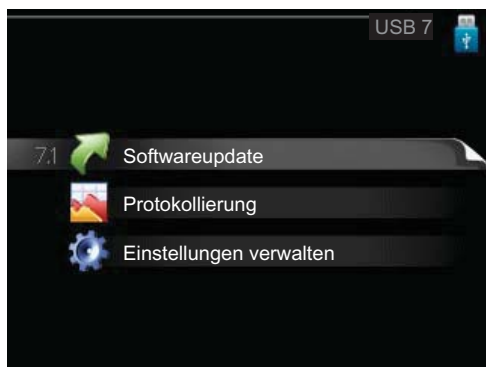 USB 7
7.1 Softwareupdate
Protokollierung
Einstellungen verwalten